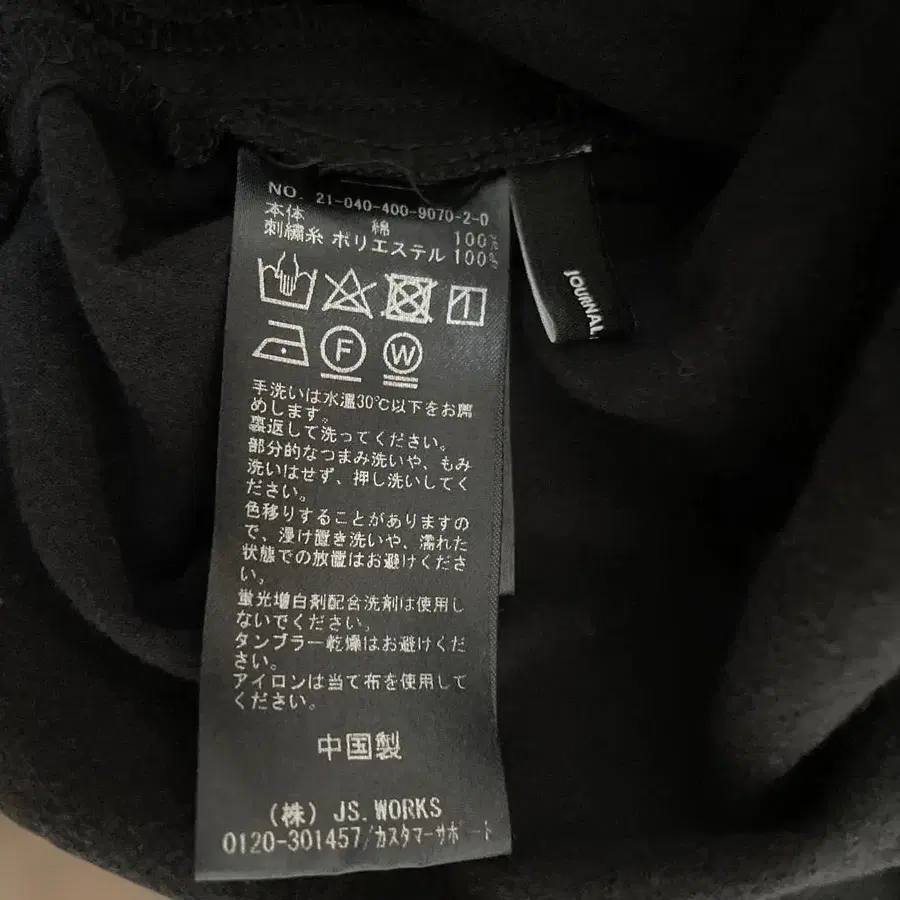 NO. 21-040-400-9070-2-0
本体 綿 100%
刺繍糸 ポリエステル 100%
F W
手洗いは水温30℃以下をお薦
めします。
裏返して洗ってください。
部分的なつまみ洗いや、もみ
洗いはせず、押し洗いしてく
ださい。
色移りすることがありますの
で、浸け置き洗いや、濡れた
状態での放置はお避けくださ
い。
蛍光増白剤配合洗剤は使用し
ないでください。
タンブラー乾燥はお避けくだ
さい。
アイロンは当て布を使用して
ください。
中国製
(株) JS.WORKS
0120-301457/カスタマーサポート
JOURNAL